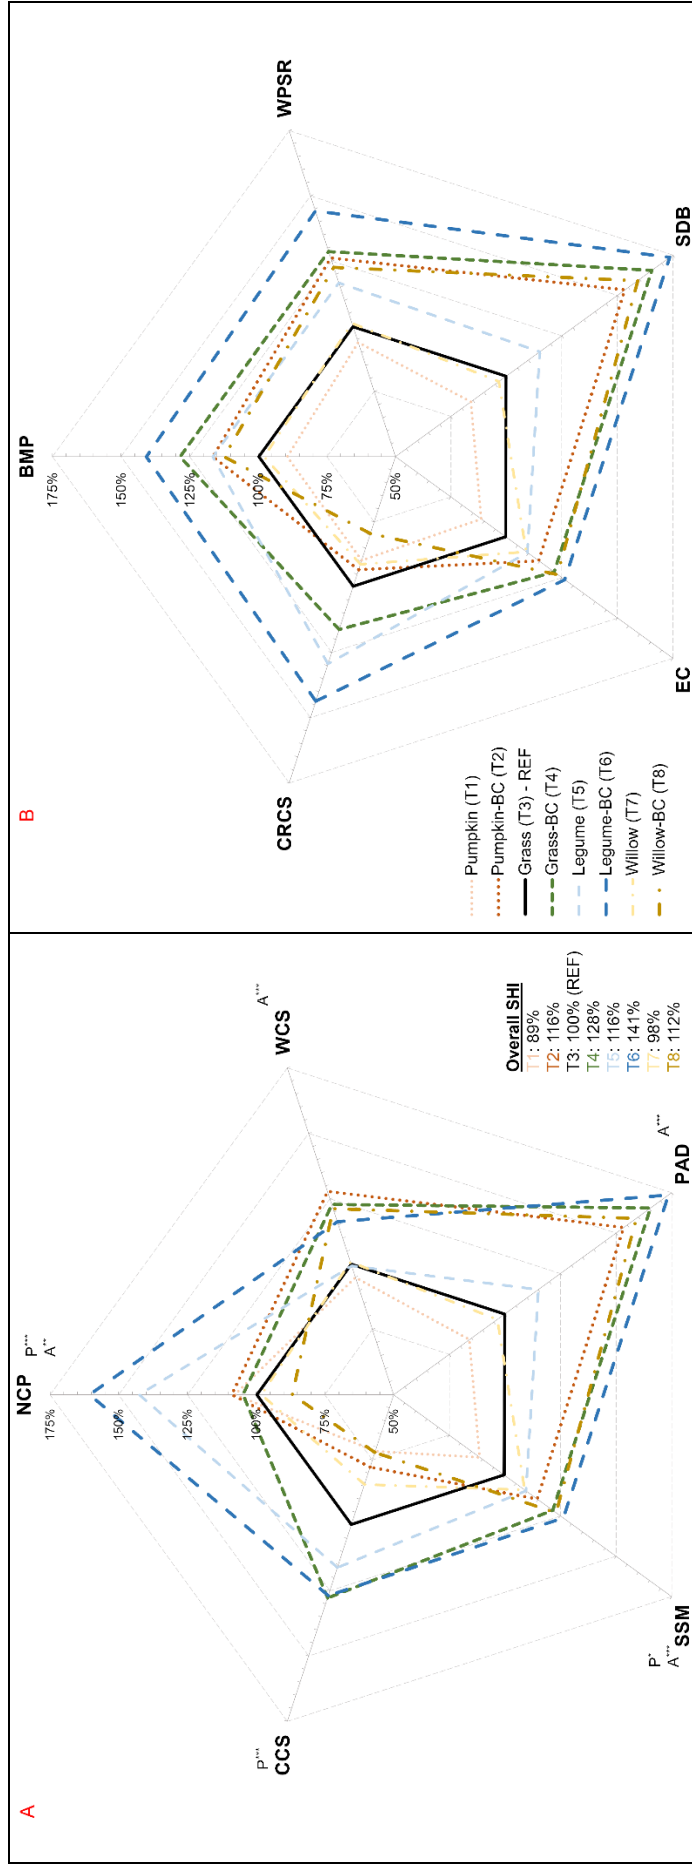 A
NCP
P***
A**
175%
150%
125%
100%
75%
50%
WCS
A***
PAD
A***
SSM
P*
A***
CCS
P***
Overall SHI
T1: 89%
T2: 116%
T3: 100% (REF)
T4: 128%
T5: 116%
T6: 141%
T7: 98%
T8: 112%
B
BMP
175%
150%
125%
100%
75%
50%
WPSR
SDB
EC
CRCS
Pumpkin (T1)
Pumpkin-BC (T2)
Grass (T3) - REF
Grass-BC (T4)
Legume (T5)
Legume-BC (T6)
Willow (T7)
Willow-BC (T8)